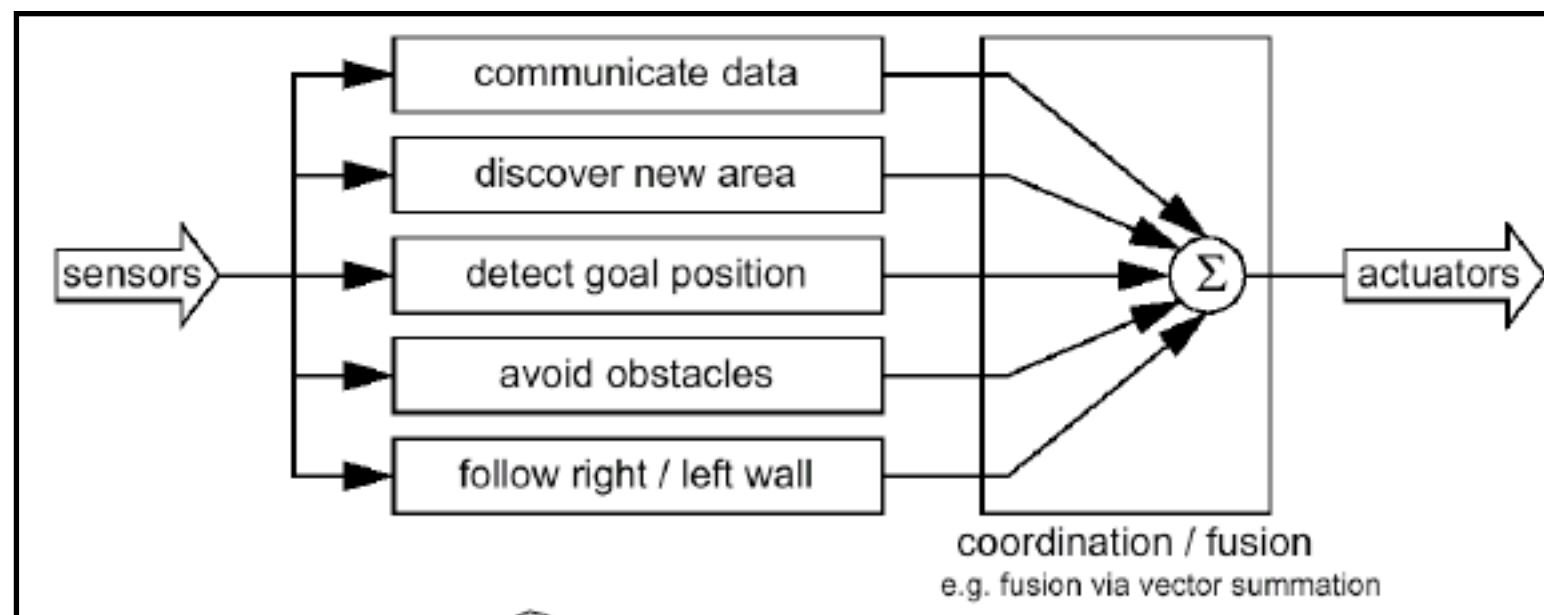 communicate data
discover new area
sensors
detect goal position
Σ
actuators
avoid obstacles
follow right / left wall
coordination / fusion
e.g. fusion via vector summation